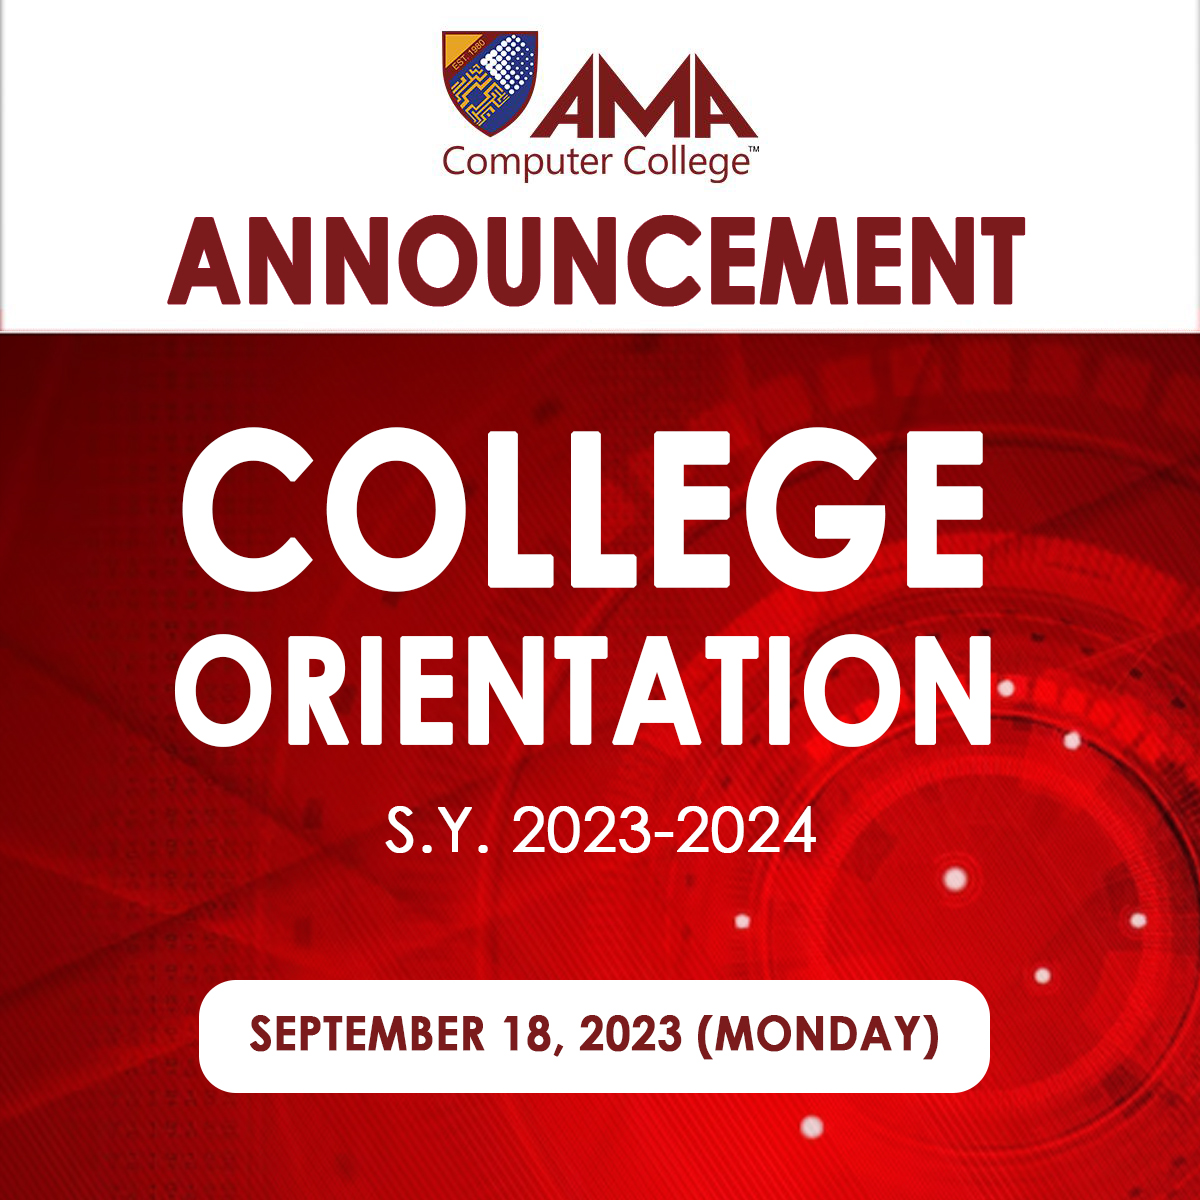 EST. 1980
AMA
Computer College™
ANNOUNCEMENT
COLLEGE
ORIENTATION
S.Y. 2023-2024
SEPTEMBER 18, 2023 (MONDAY)